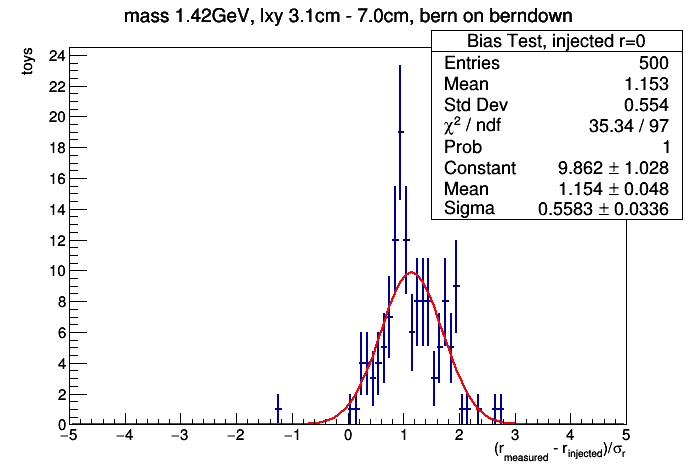 mass 1.42GeV, lxy 3.1cm - 7.0cm, bern on berndown
Bias Test, injected r=0
Entries 500
Mean 1.153
Std Dev 0.554
χ² / ndf 35.34 / 97
Prob 1
Constant 9.862 ± 1.028
Mean 1.154 ± 0.048
Sigma 0.5583 ± 0.0336
toys
24
22
20
18
16
14
12
10
8
6
4
2
0
−5 −4 −3 −2 −1 0 1 2 3 4 5
(r_measured - r_injected)/σ_r